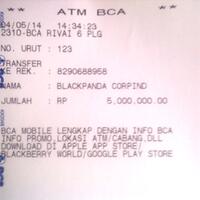 ** ATM BCA **
04/05/14 14:34:23
2310-BCA RIVAI 6 PLG
NO. URUT : 123
TRANSFER
KE REK. : 8290688958
NAMA : BLACKPANDA CORPIND
JUMLAH : RP 5,000,000.00
BCA MOBILE LENGKAP DENGAN INFO BCA
INFO PROMO,LOKASI ATM/CABANG,DLL
DOWNLOAD DI APPLE APP STORE/
BLACKBERRY WORLD/GOOGLE PLAY STORE